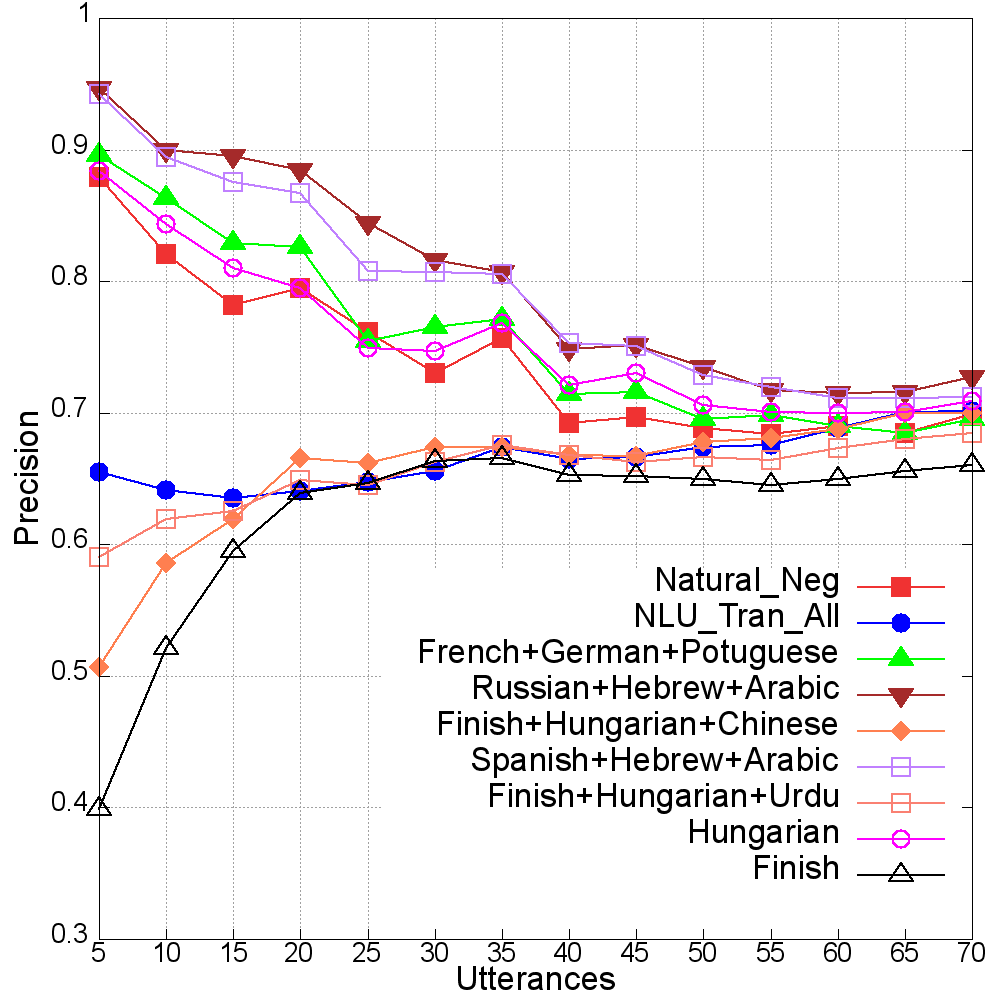 1
0.9
0.8
0.7
0.6
0.5
0.4
0.3
Precision
Natural_Neg
NLU_Tran_All
French+German+Potuguese
Russian+Hebrew+Arabic
Finish+Hungarian+Chinese
Spanish+Hebrew+Arabic
Finish+Hungarian+Urdu
Hungarian
Finish
5 10 15 20 25 30 35 40 45 50 55 60 65 70
Utterances